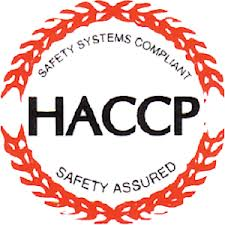 SAFETY SYSTEMS COMPLIANT
HACCP
SAFETY ASSURED